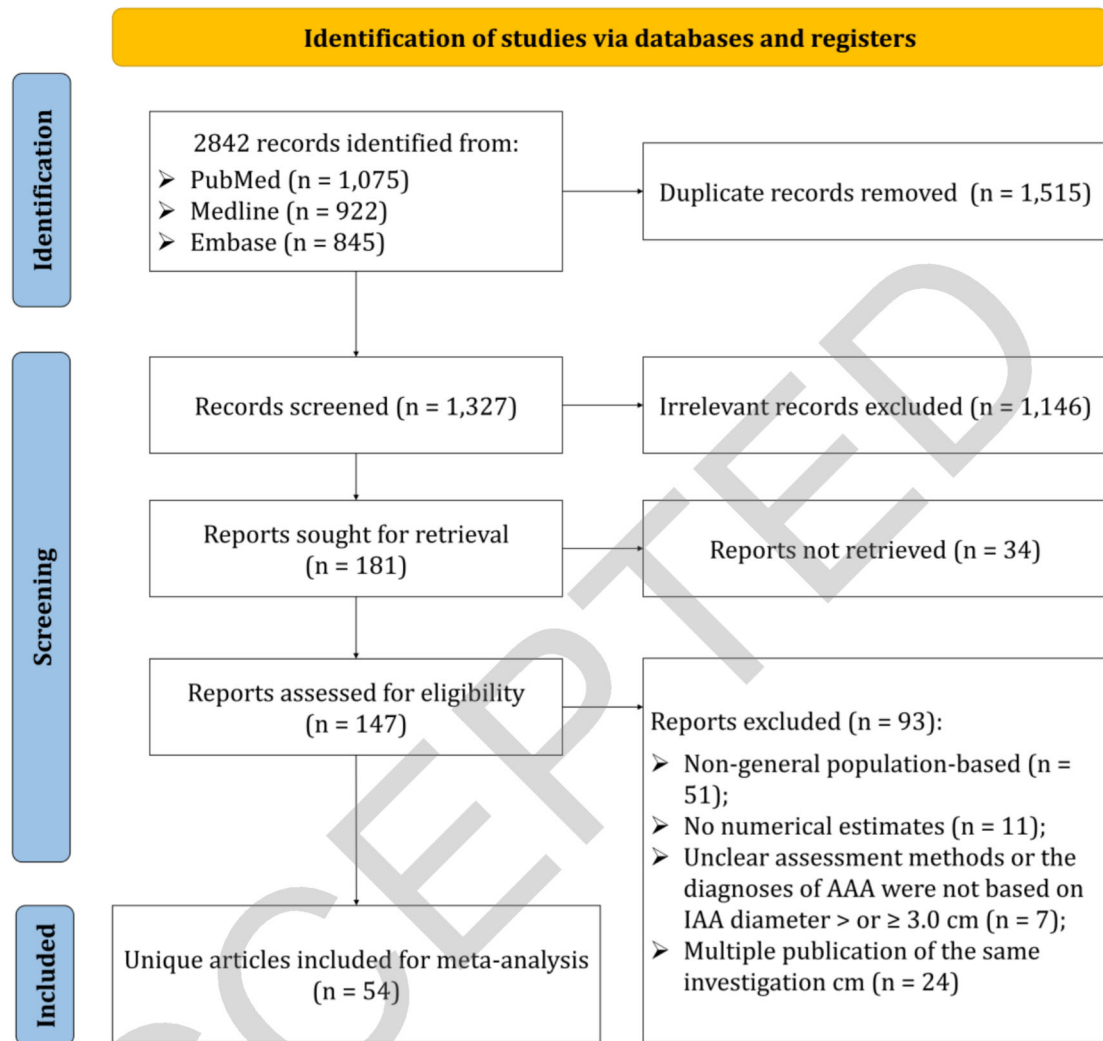 Identification of studies via databases and registers
Identification
2842 records identified from:
➢ PubMed (n = 1,075)
➢ Medline (n = 922)
➢ Embase (n = 845)
Duplicate records removed (n = 1,515)
Screening
Records screened (n = 1,327)
Irrelevant records excluded (n = 1,146)
Reports sought for retrieval
(n = 181)
Reports not retrieved (n = 34)
Reports assessed for eligibility
(n = 147)
Reports excluded (n = 93):
➢ Non-general population-based (n =
51);
➢ No numerical estimates (n = 11);
➢ Unclear assessment methods or the
diagnoses of AAA were not based on
IAA diameter > or ≥ 3.0 cm (n = 7);
➢ Multiple publication of the same
investigation cm (n = 24)
Included
Unique articles included for meta-analysis
(n = 54)
CEPTED